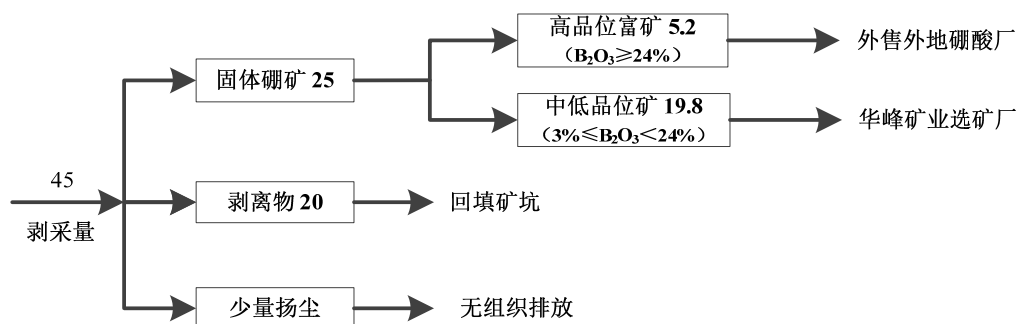 高品位富矿 5.2
（B₂O₃≥24%）
外售外地硼酸厂
固体硼矿 25
中低品位矿 19.8
（3%≤B₂O₃＜24%）
华峰矿业选矿厂
45
剥采量
剥离物 20
回填矿坑
少量扬尘
无组织排放